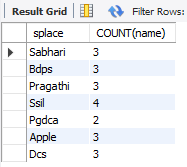 Result Grid Filter Rows:
splace COUNT(name)
Sabhari 3
Bdps 3
Pragathi 3
Ssil 4
Pgdca 2
Apple 3
Dcs 3